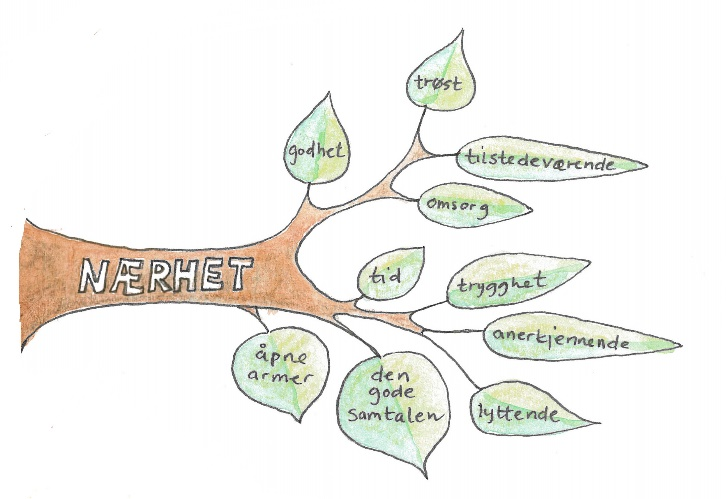 trøst
godhet
tilstedeværende
omsorg
NÆRHET
tid
trygghet
anerkjennende
åpne
armer
den
gode
samtalen
lyttende